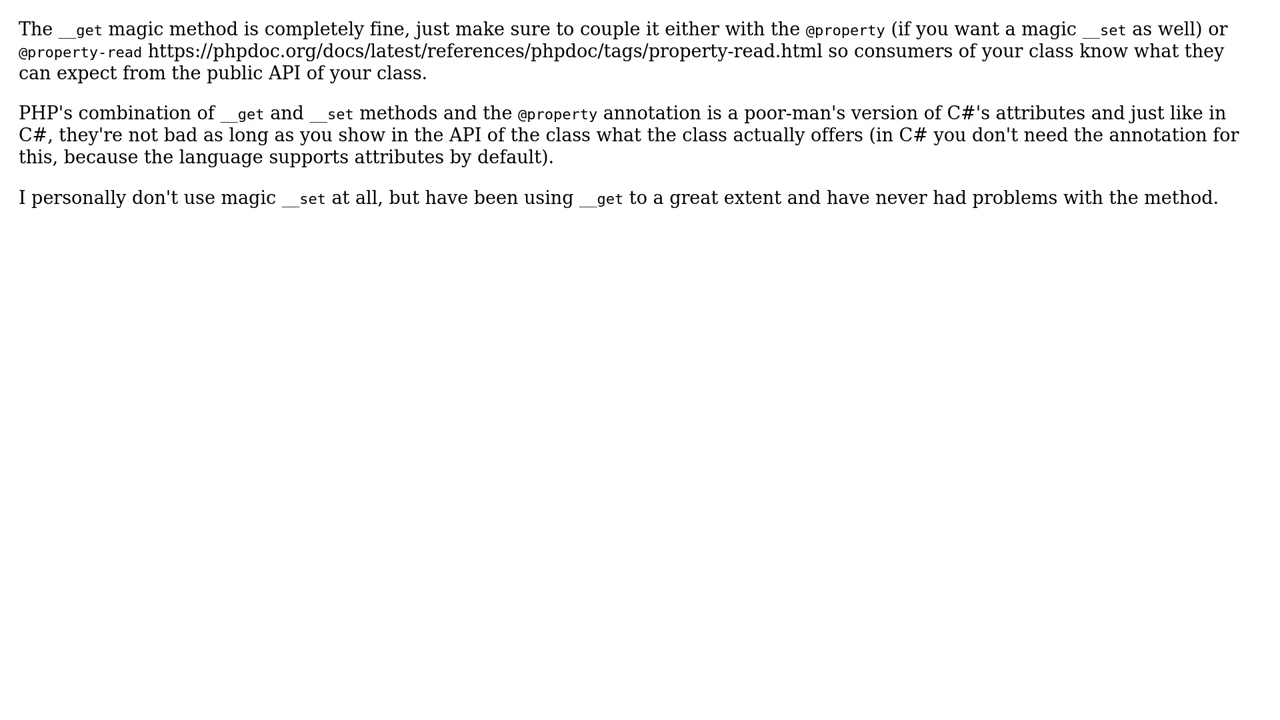 The __get magic method is completely fine, just make sure to couple it either with the @property (if you want a magic __set as well) or
@property-read https://phpdoc.org/docs/latest/references/phpdoc/tags/property-read.html so consumers of your class know what they
can expect from the public API of your class.
PHP's combination of __get and __set methods and the @property annotation is a poor-man's version of C#'s attributes and just like in
C#, they're not bad as long as you show in the API of the class what the class actually offers (in C# you don't need the annotation for
this, because the language supports attributes by default).
I personally don't use magic __set at all, but have been using __get to a great extent and have never had problems with the method.